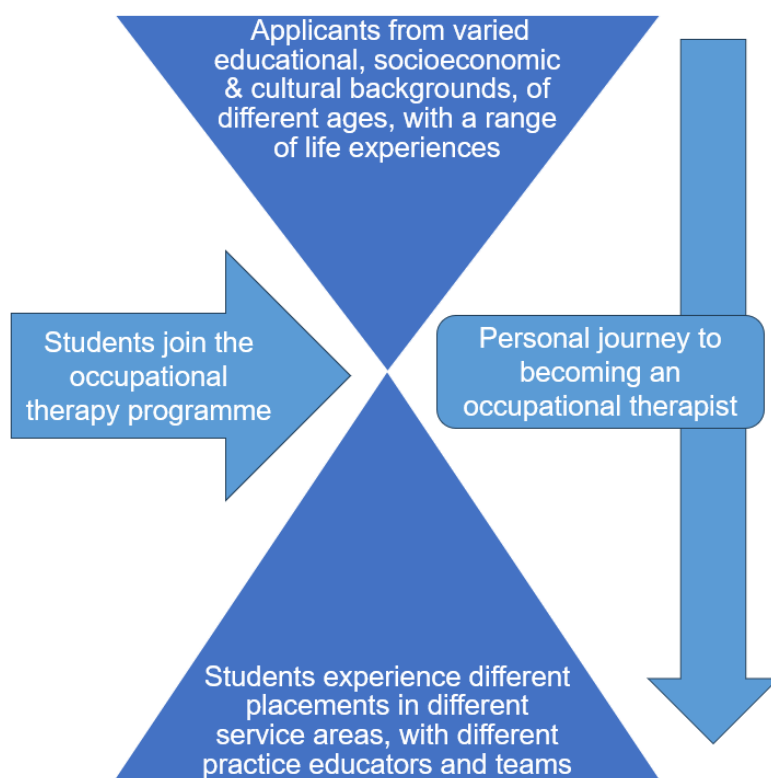 Applicants from varied
educational, socioeconomic
& cultural backgrounds, of
different ages, with a range
of life experiences
Students join the
occupational
therapy programme
Personal journey to
becoming an
occupational therapist
Students experience different
placements in different
service areas, with different
practice educators and teams